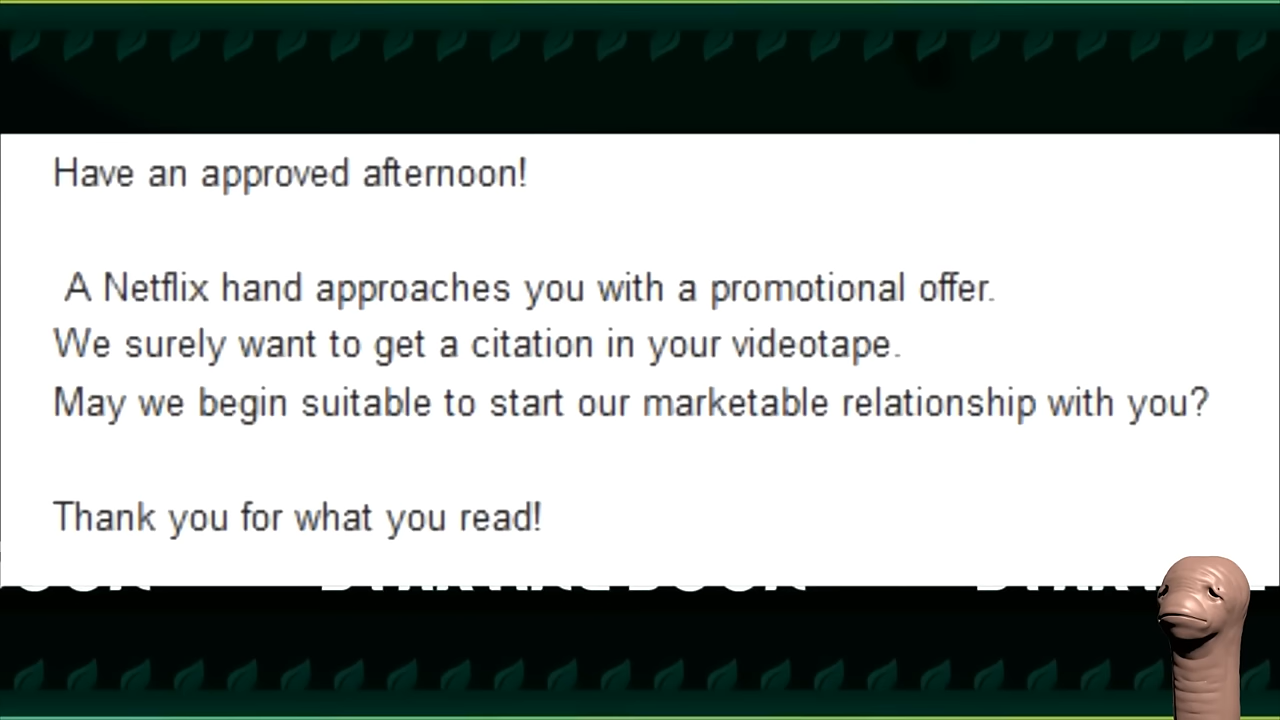 Have an approved afternoon!
A Netflix hand approaches you with a promotional offer.
We surely want to get a citation in your videotape.
May we begin suitable to start our marketable relationship with you?
Thank you for what you read!